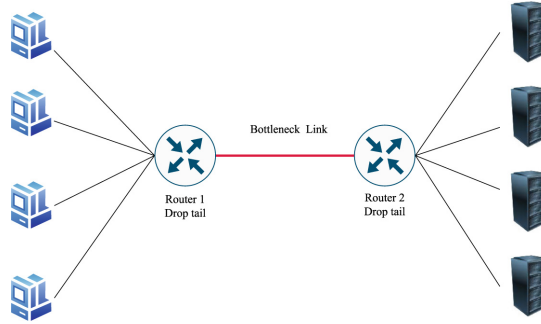 Bottleneck Link
Router 1
Drop tail
Router 2
Drop tail